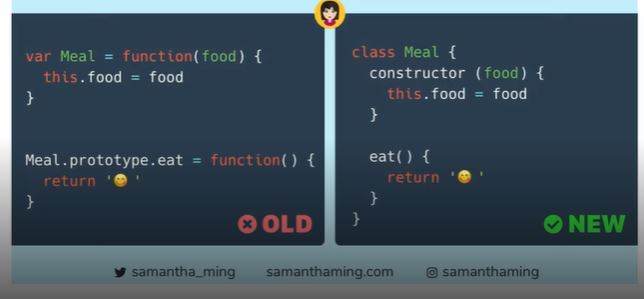 var Meal = function(food) {
this.food = food
}
Meal.prototype.eat = function() {
return '😋 '
}
OLD
class Meal {
constructor (food) {
this.food = food
}
eat() {
return '😋 '
}
}
NEW
samantha_ming
samanthaming.com
samanthaming